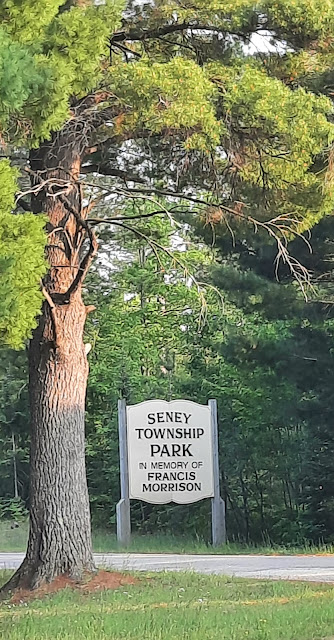 SENEY
TOWNSHIP
PARK
IN MEMORY OF
FRANCIS
MORRISON